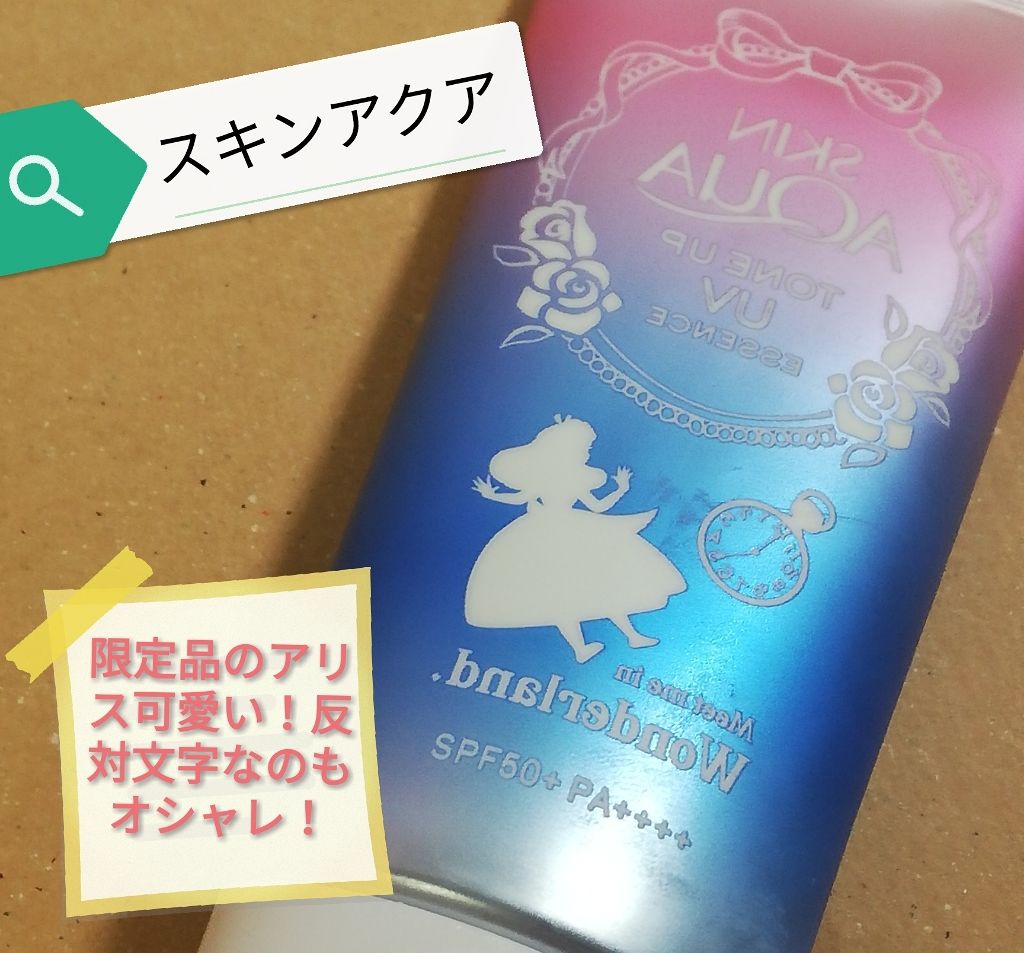 スキンアクア
SKIN
AQUA
TONE UP
UV
ESSENCE
Meet me in
Wonderland.
SPF50+ PA++++
限定品のアリ
ス可愛い！反
対文字なのも
オシャレ！